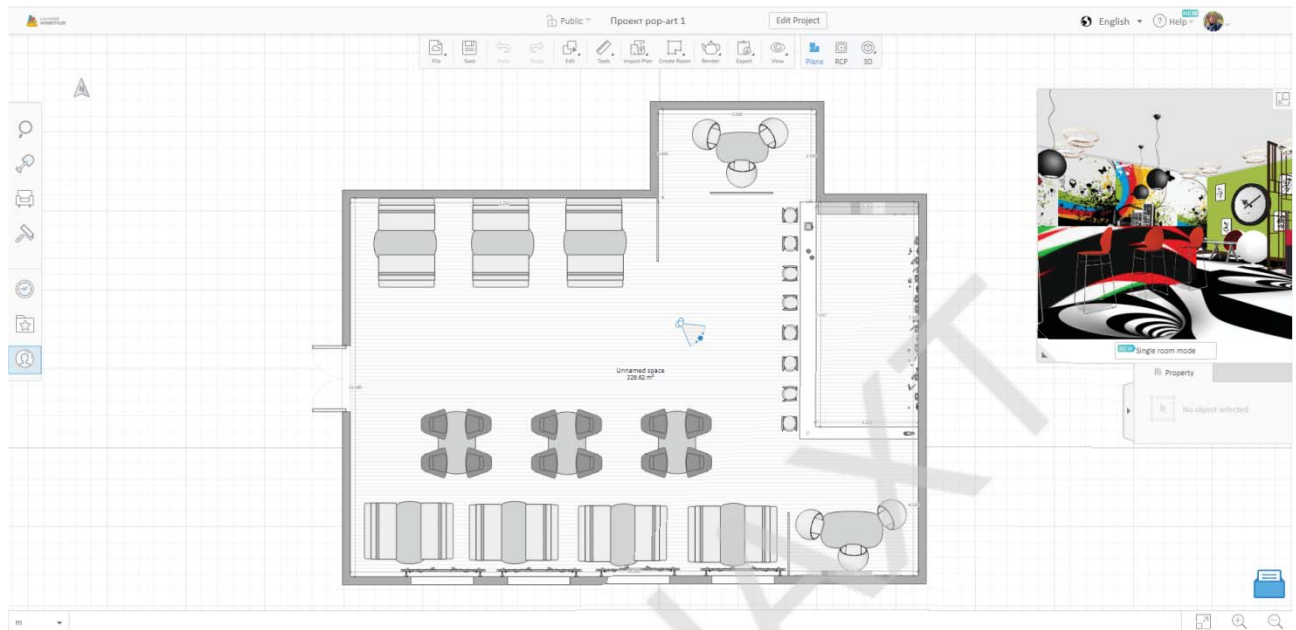 HOMESTYLER
Public
Проект pop-art 1
Edit Project
English
Help
NEW
File
Save
Undo
Redo
Edit
Tools
Import Plan
Create Room
Render
Export
View
Plane
RCP
3D
N
Unnamed space
229.62 m²
NEW Single room mode
Property
No object selected
m